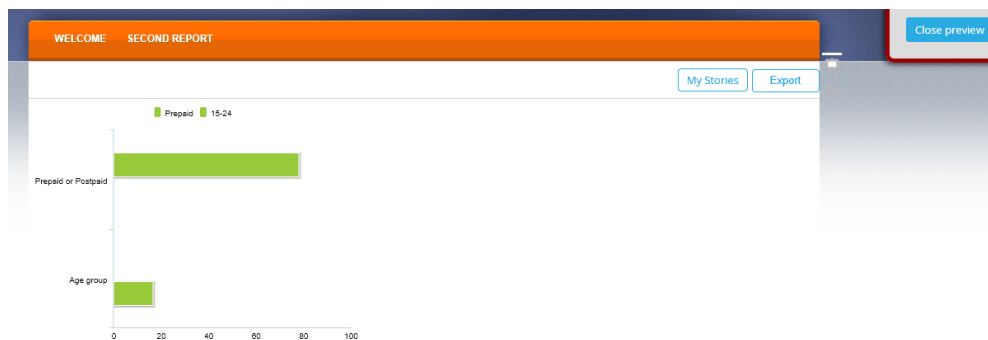 Close preview
WELCOME SECOND REPORT
My Stories Export
Prepaid 15-24
Prepaid or Postpaid
Age group
0 20 40 60 80 100